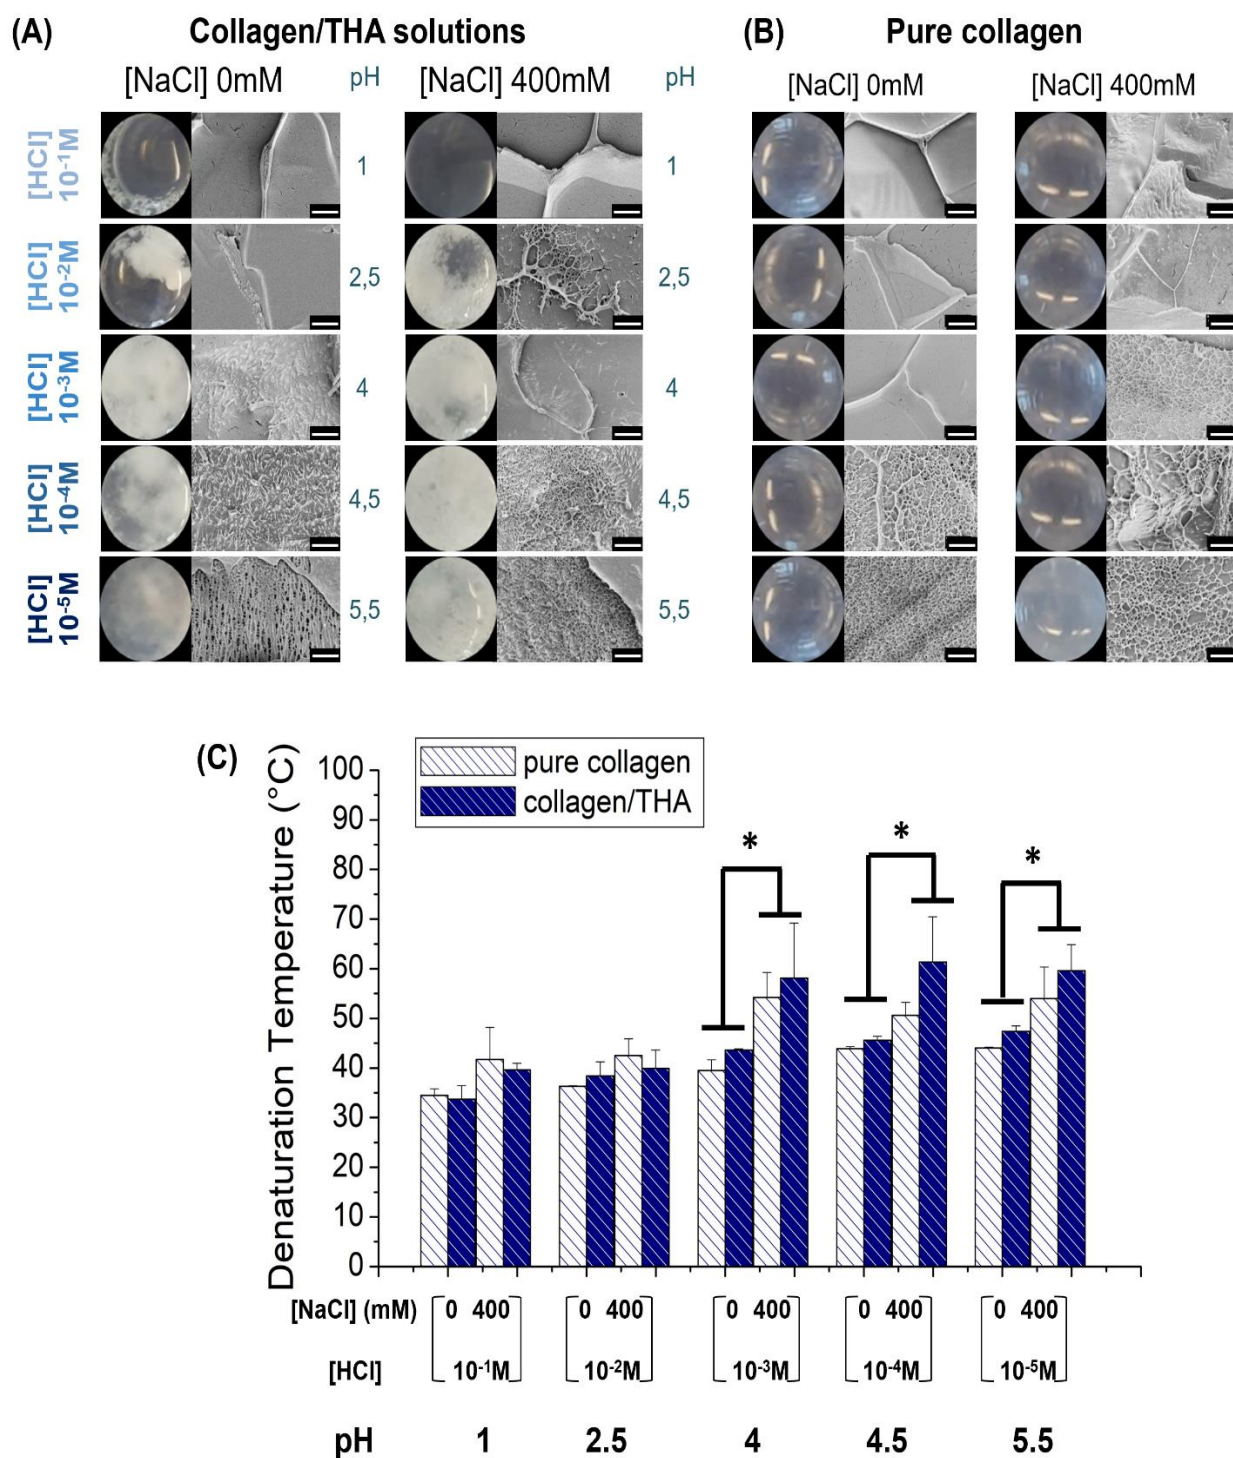 (A) Collagen/THA solutions
(B) Pure collagen
[NaCl] 0mM pH [NaCl] 400mM pH
[NaCl] 0mM [NaCl] 400mM
[HCl] 10⁻¹M
1
1
[HCl] 10⁻²M
2,5
2,5
[HCl] 10⁻³M
4
4
[HCl] 10⁻⁴M
4,5
4,5
[HCl] 10⁻⁵M
5,5
5,5
(C)
pure collagen
collagen/THA
Denaturation Temperature (°C)
100
90
80
70
60
50
40
30
20
10
0
*
*
*
[NaCl] (mM) 0 400 0 400 0 400 0 400 0 400
[HCl] 10⁻¹M 10⁻²M 10⁻³M 10⁻⁴M 10⁻⁵M
pH 1 2.5 4 4.5 5.5